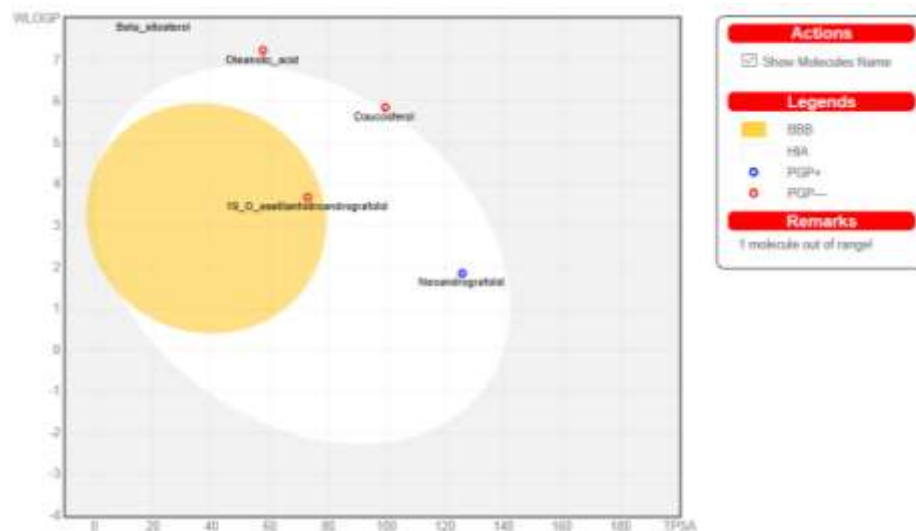 WLOGP
Beta_sitosterol
7
Oleanolic_acid
6
Daucosterol
5
4
3
2
Neoandrografolid
1
0
-1
-2
-3
-4
0 20 40 60 80 100 120 140 160 180 TPSA
Actions
Show Molecules Name
Legends
BBB
HIA
PGP+
PGP—
Remarks
1 molecule out of range!